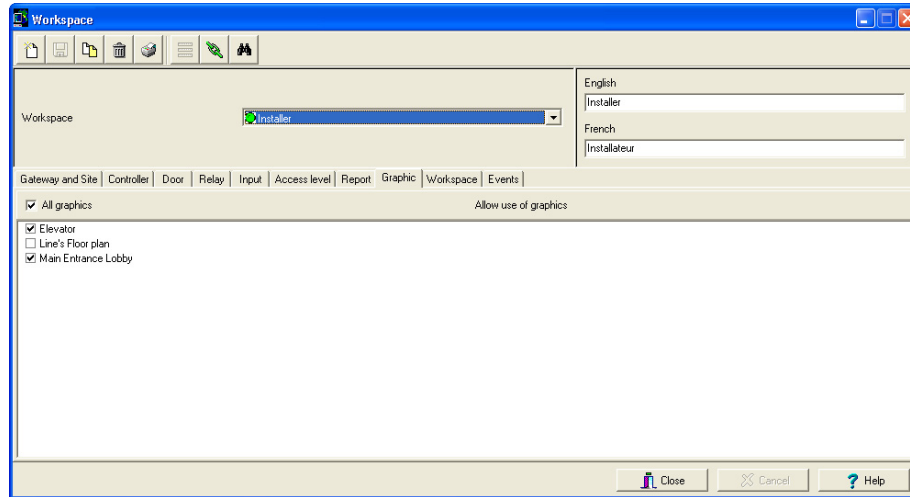 Workspace
English
Installer
Workspace
Installer
French
Installateur
Gateway and Site Controller Door Relay Input Access level Report Graphic Workspace Events
All graphics Allow use of graphics
Elevator
Line's Floor plan
Main Entrance Lobby
Close Cancel ? Help